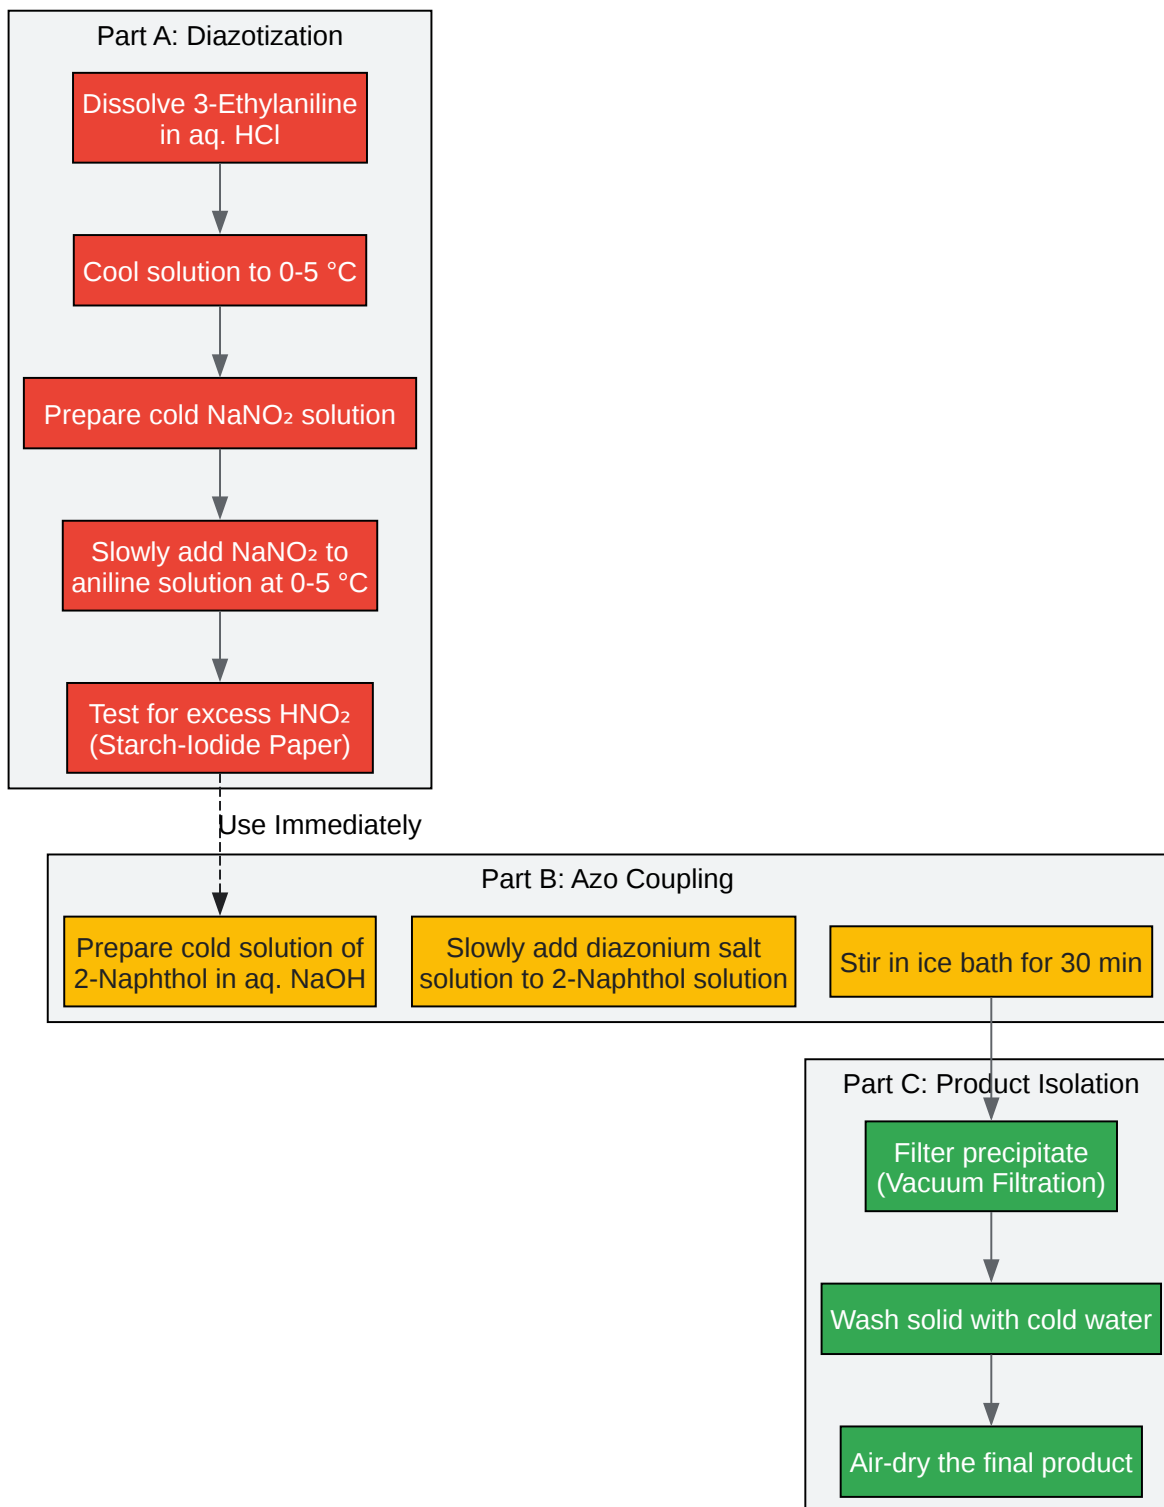 Part A: Diazotization
Dissolve 3-Ethylaniline
in aq. HCl
Cool solution to 0-5 °C
Prepare cold NaNO₂ solution
Slowly add NaNO₂ to
aniline solution at 0-5 °C
Test for excess HNO₂
(Starch-Iodide Paper)
Use Immediately
Part B: Azo Coupling
Prepare cold solution of
2-Naphthol in aq. NaOH
Slowly add diazonium salt
solution to 2-Naphthol solution
Stir in ice bath for 30 min
Part C: Product Isolation
Filter precipitate
(Vacuum Filtration)
Wash solid with cold water
Air-dry the final product